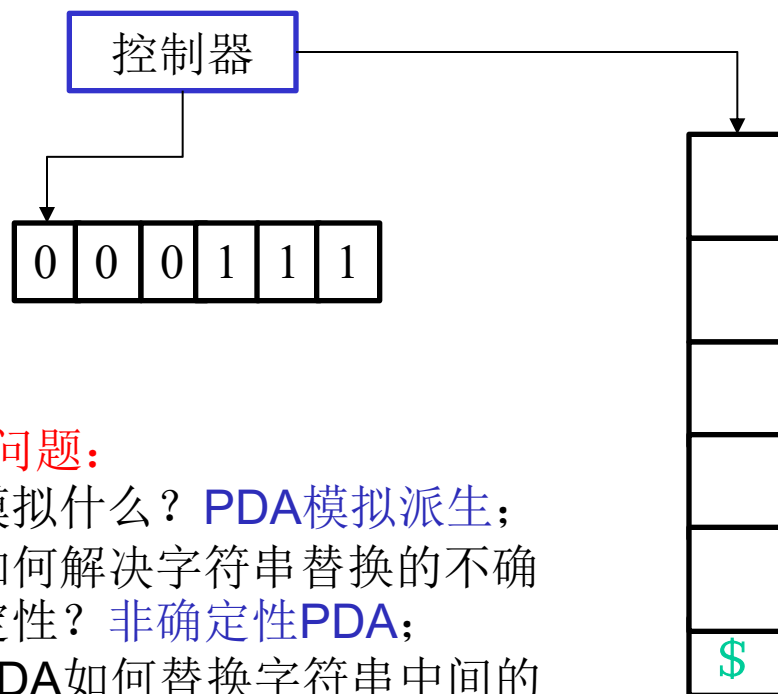 控制器
0 0 0 1 1 1
问题：
模拟什么？PDA模拟派生；
如何解决字符串替换的不确
定性？非确定性PDA；
PDA如何替换字符串中间的
$